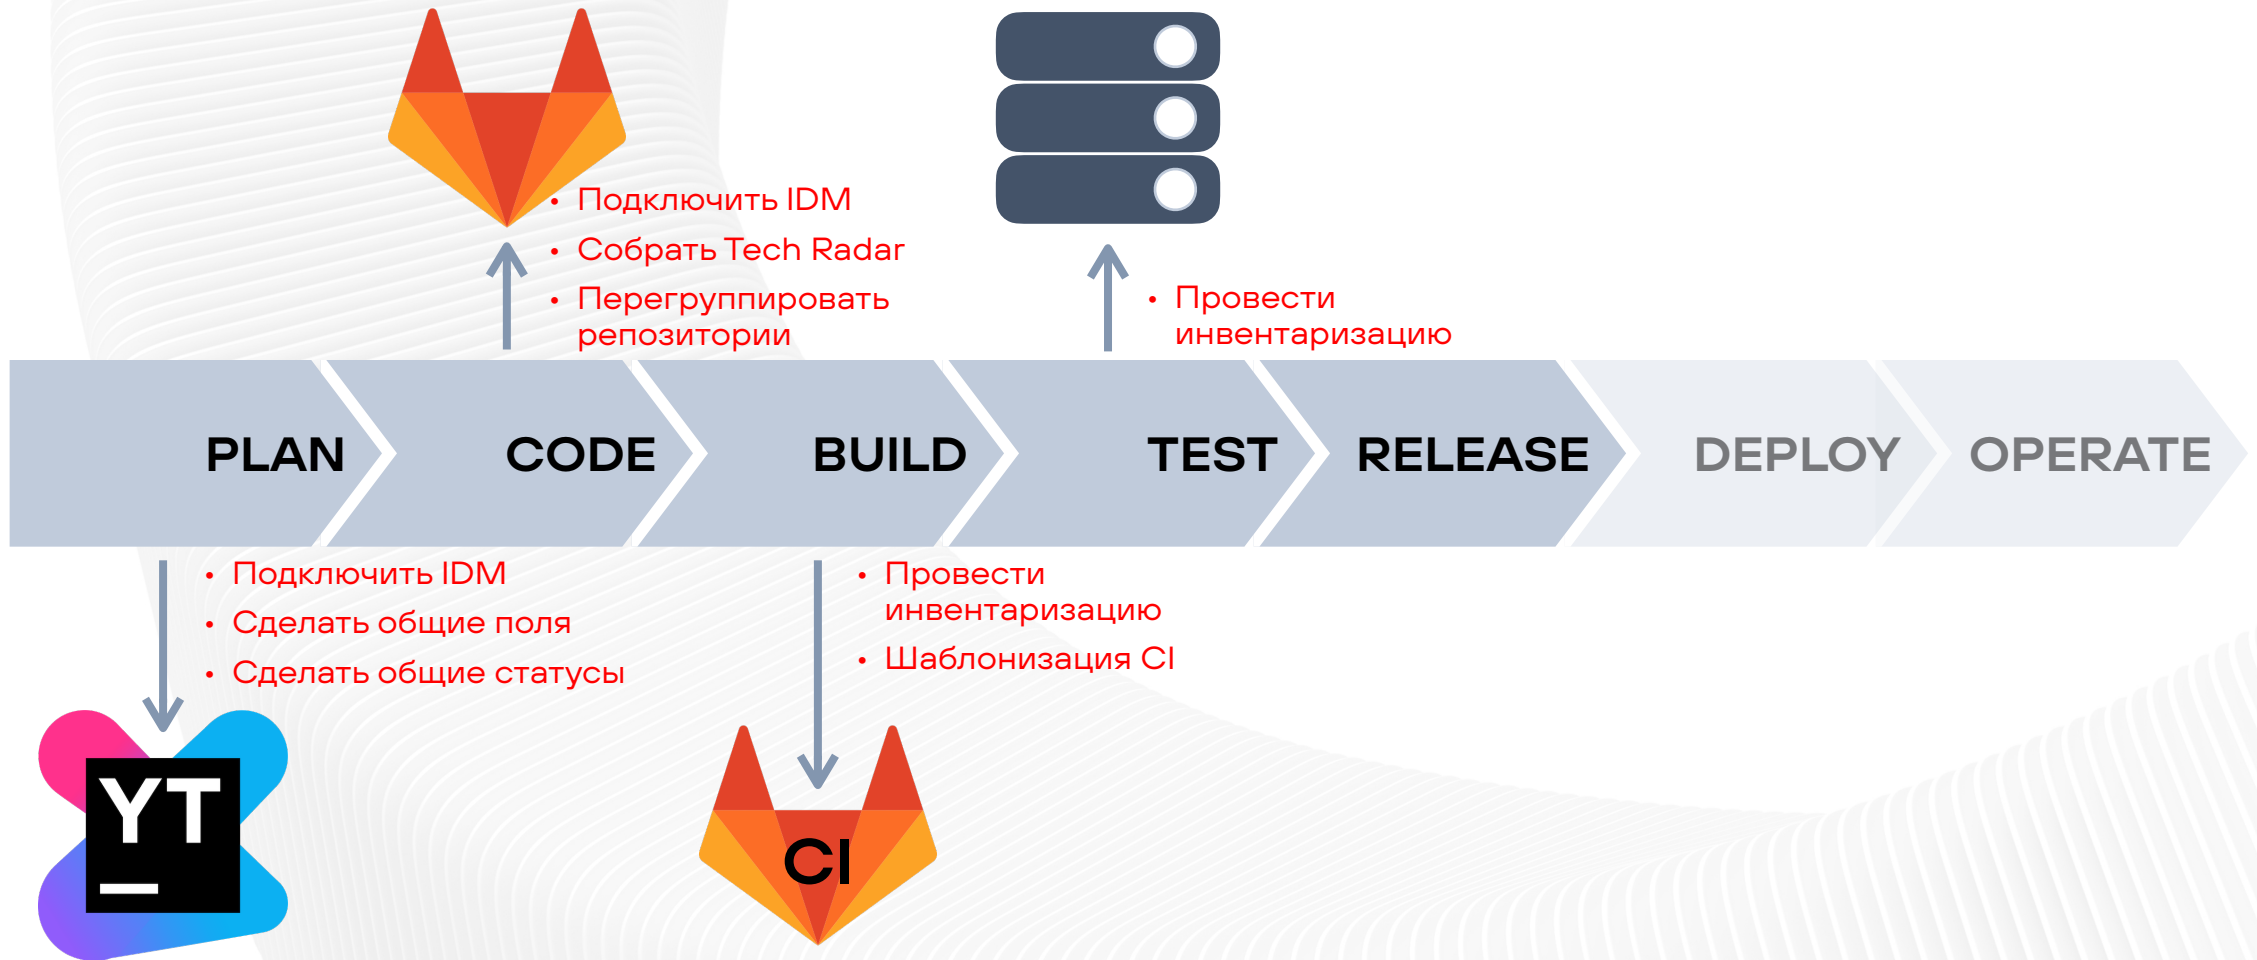 • Подключить IDM
• Собрать Tech Radar
• Перегруппировать
репозитории
• Провести
инвентаризацию
PLAN
CODE
BUILD
TEST
RELEASE
DEPLOY
OPERATE
• Подключить IDM
• Сделать общие поля
• Сделать общие статусы
• Провести
инвентаризацию
• Шаблонизация CI
YT
CI